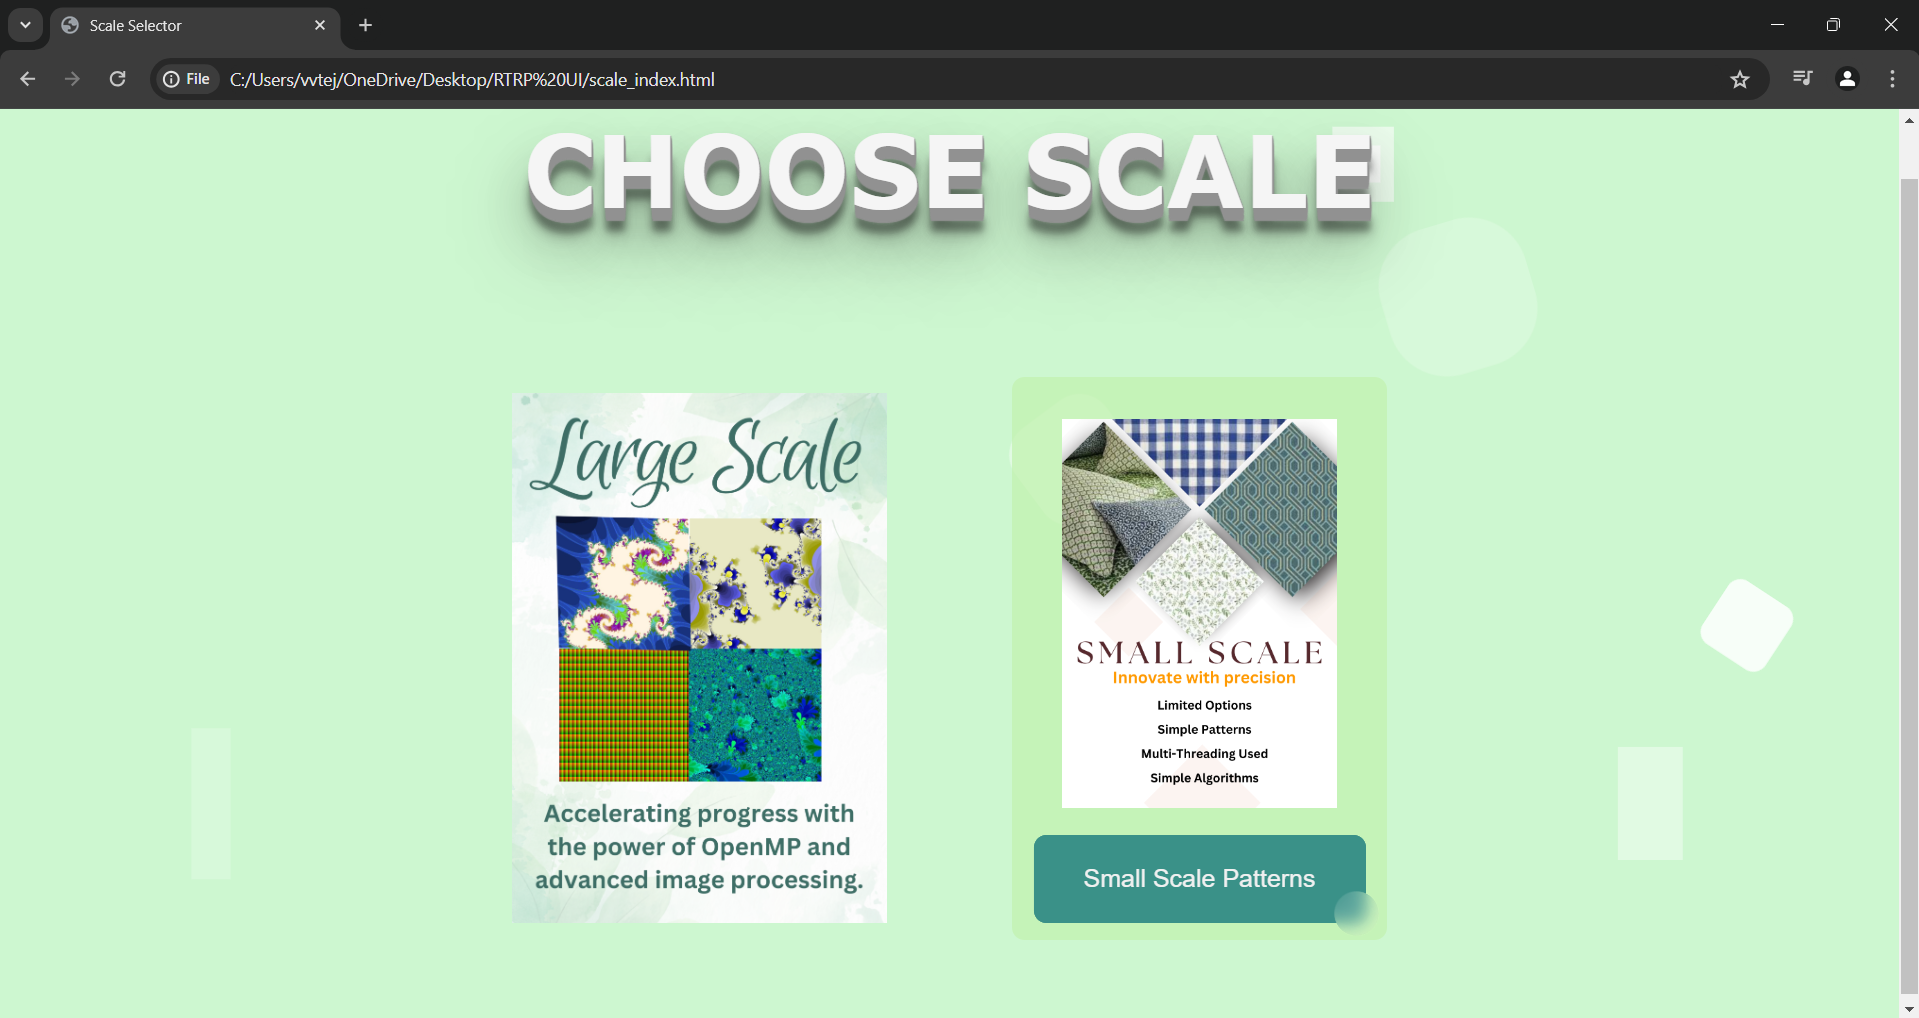 Scale Selector
File
C:/Users/vvtej/OneDrive/Desktop/RTRP%20UI/scale_index.html
CHOOSE SCALE
Large Scale
Accelerating progress with
the power of OpenMP and
advanced image processing.
SMALL SCALE
Innovate with precision
Limited Options
Simple Patterns
Multi-Threading Used
Simple Algorithms
Small Scale Patterns